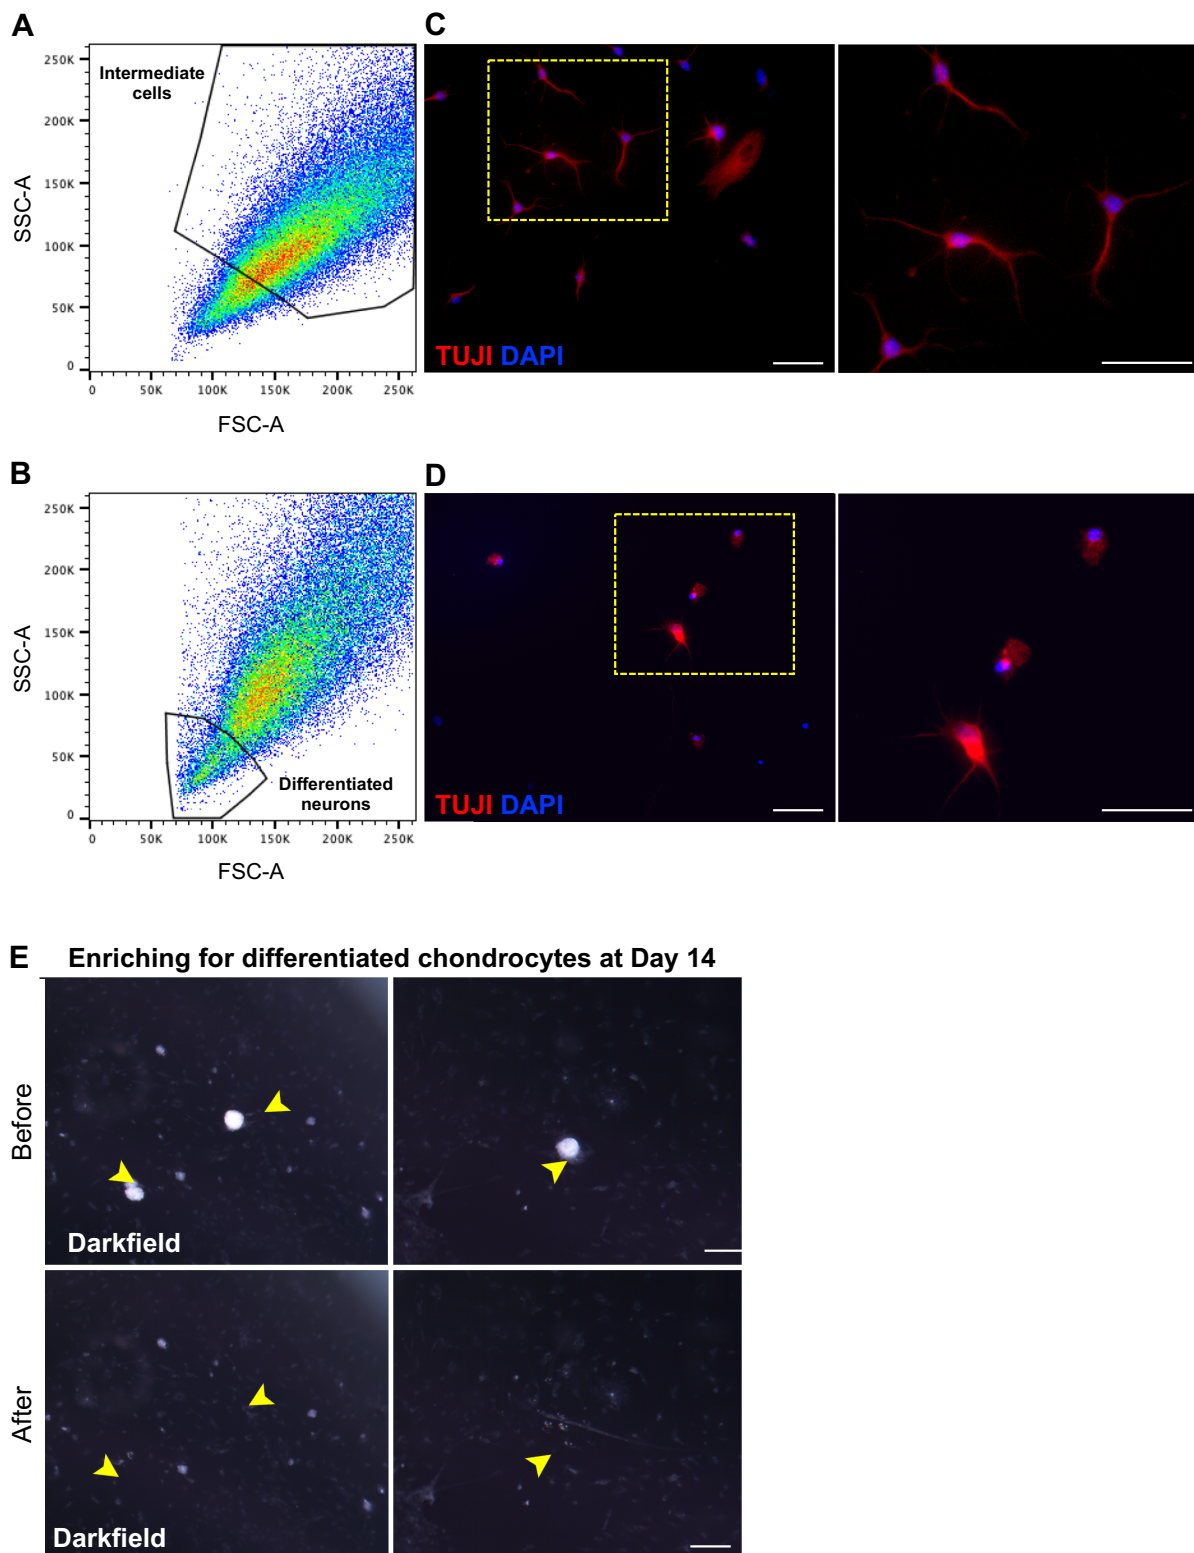 A
250K
200K
150K
100K
50K
0
Intermediate
cells
SSC-A
0 50K 100K 150K 200K 250K
FSC-A
C
TUJI DAPI
B
250K
200K
150K
100K
50K
0
Differentiated
neurons
SSC-A
0 50K 100K 150K 200K 250K
FSC-A
D
TUJI DAPI
E Enriching for differentiated chondrocytes at Day 14
Before
Darkfield
After
Darkfield